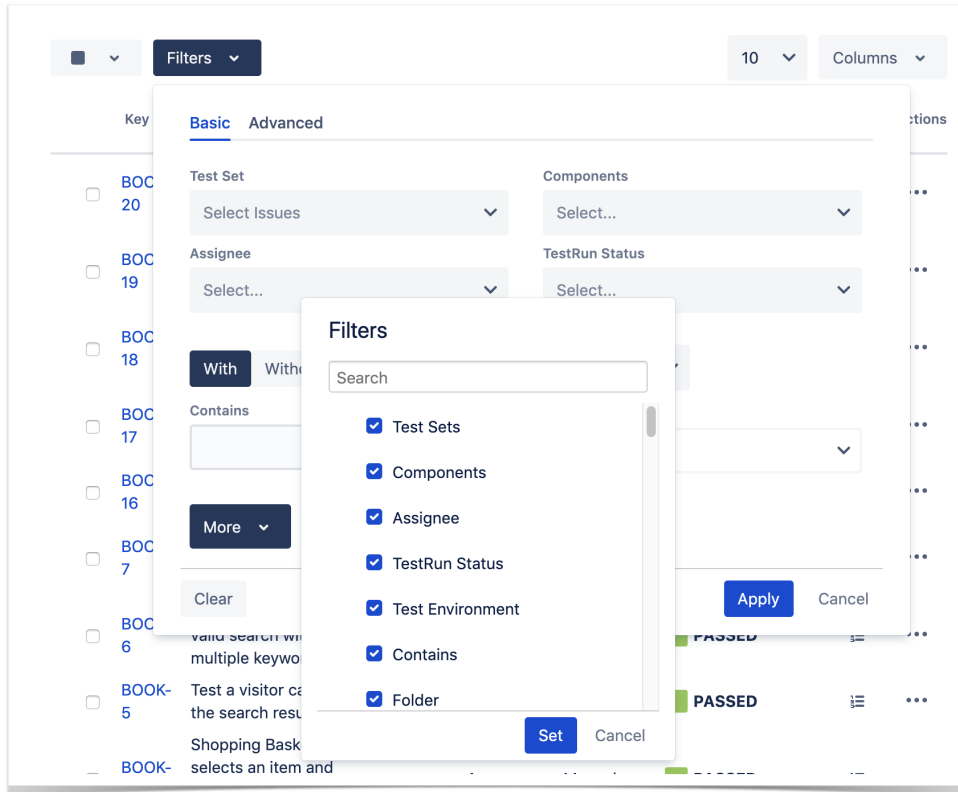 Filters
10
Columns
Key
ctions
Basic Advanced
Test Set
Components
Select Issues
Select...
Assignee
TestRun Status
Select...
Select...
With
Contains
More
Clear
Apply
Cancel
Filters
Search
Test Sets
Components
Assignee
TestRun Status
Test Environment
Contains
Folder
Set
Cancel
BOO
20
BOO
19
BOO
18
BOO
17
BOO
16
BOO
7
BOO
6
multiple keywo
PASSED
BOOK-
5
Test a visitor ca
the search resu
PASSED
BOOK-
Shopping Bask
selects an item and